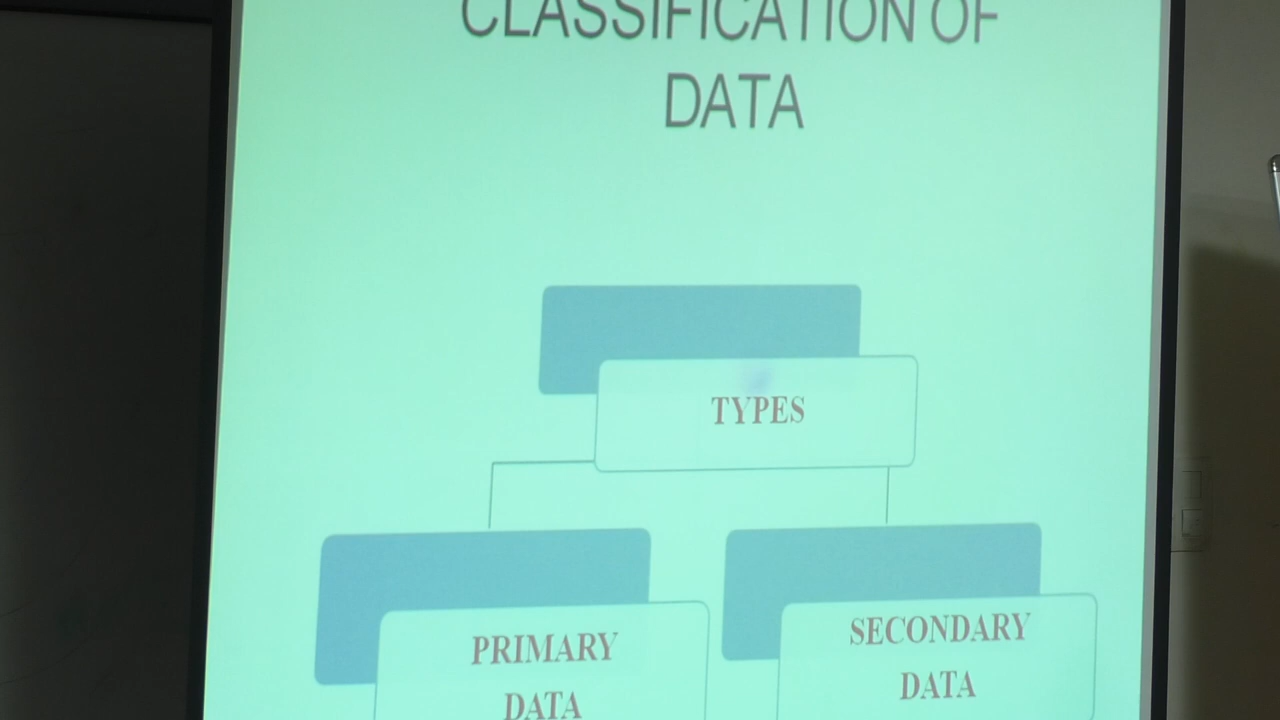 CLASSIFICATION OF
DATA
TYPES
PRIMARY
DATA
SECONDARY
DATA